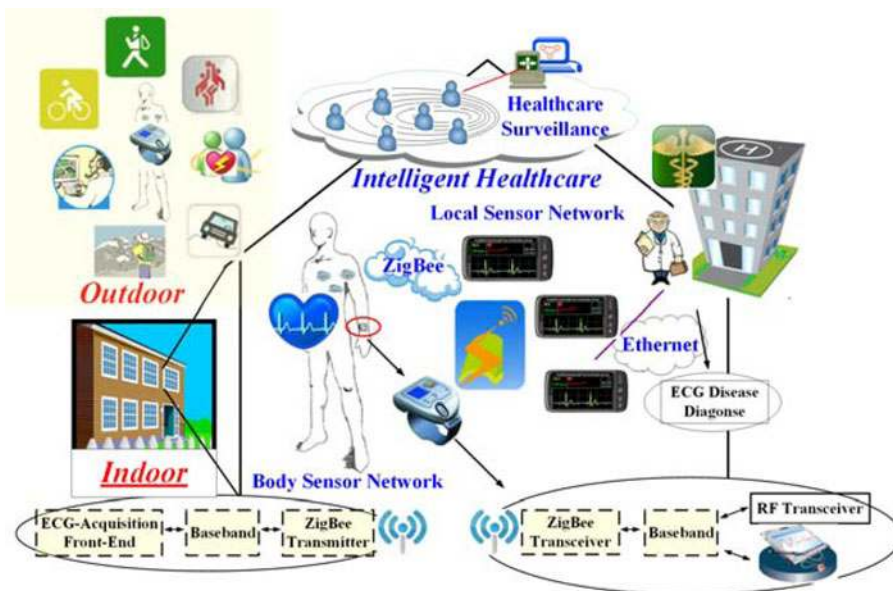 Healthcare
Surveillance
Intelligent Healthcare
H
Local Sensor Network
ZigBee
Outdoor
Ethernet
ECG Disease
Diagonse
Indoor
Body Sensor Network
ECG-Acquisition
Front-End
Baseband
ZigBee
Transmitter
ZigBee
Transceiver
Baseband
RF Transceiver